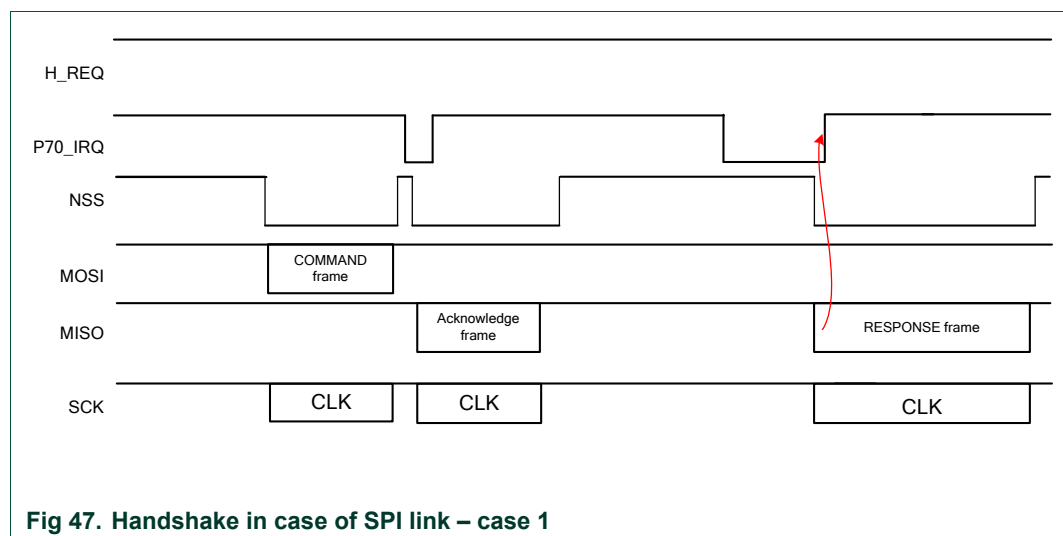 H_REQ
P70_IRQ
NSS
MOSI
COMMAND
frame
MISO
Acknowledge
frame
RESPONSE frame
SCK
CLK
CLK
CLK
Fig 47. Handshake in case of SPI link – case 1